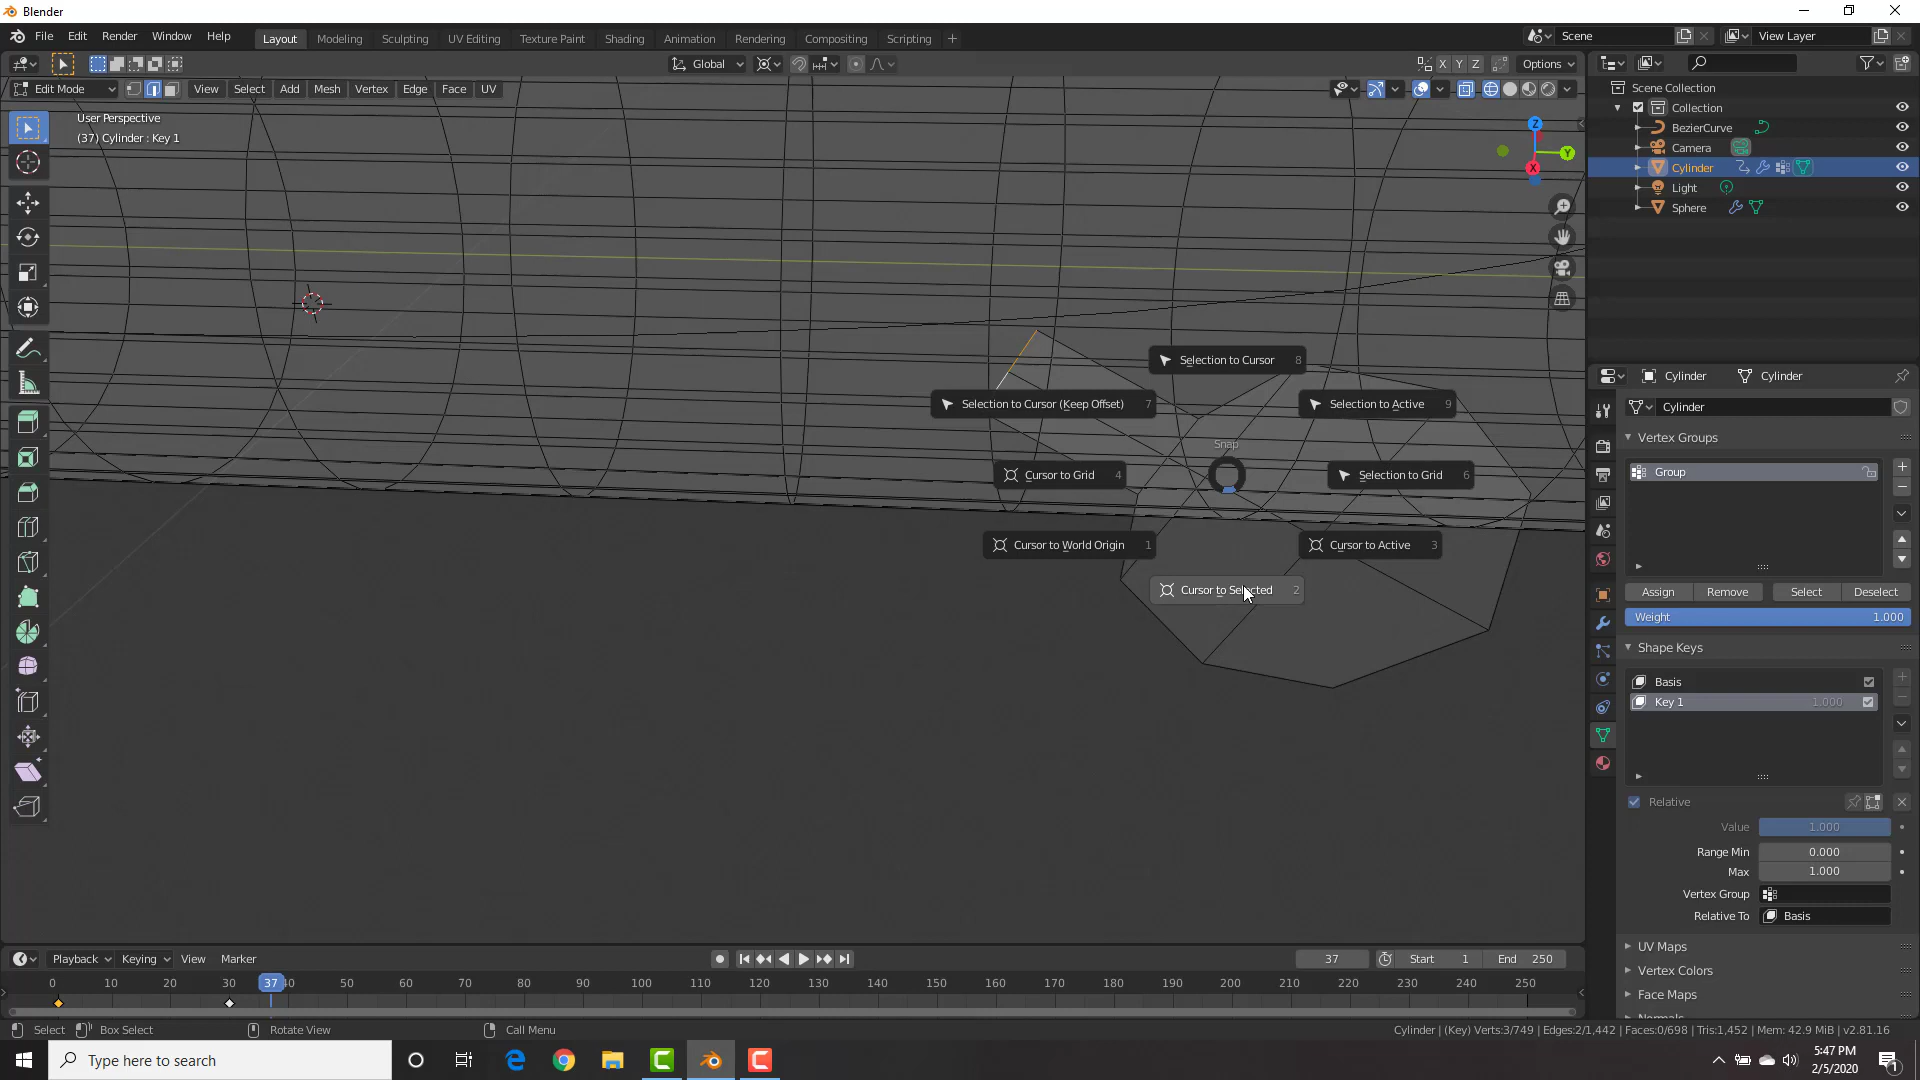 Blender
File Edit Render Window Help
Layout Modeling Sculpting UV Editing Texture Paint Shading Animation Rendering Compositing Scripting
Scene
View Layer
Global
X Y Z
Options
Edit Mode
View Select Add Mesh Vertex Edge Face UV
User Perspective
(37) Cylinder : Key 1
Z
Y
X
Selection to Cursor 8
Selection to Cursor (Keep Offset) 7
Selection to Active 9
Snap
Cursor to Grid 4
Selection to Grid 6
Cursor to World Origin 1
Cursor to Active 3
Cursor to Selected 2
Scene Collection
Collection
BezierCurve
Camera
Cylinder
Light
Sphere
Cylinder
Cylinder
Cylinder
Vertex Groups
Group
Assign Remove Select Deselect
Weight 1.000
Shape Keys
Basis
Key 1 1.000
Relative
Value 1.000
Range Min 0.000
Max 1.000
Vertex Group
Relative To Basis
UV Maps
Vertex Colors
Face Maps
Normals
Playback Keying View Marker
37
Start 1
End 250
0 10 20 30 37 40 50 60 70 80 90 100 110 120 130 140 150 160 170 180 190 200 210 220 230 240 250
Select Box Select Rotate View Call Menu
Cylinder | (Key) Verts:3/749 | Edges:2/1,442 | Faces:0/698 | Tris:1,452 | Mem: 42.9 MiB | v2.81.16
Type here to search
5:47 PM
2/5/2020
1